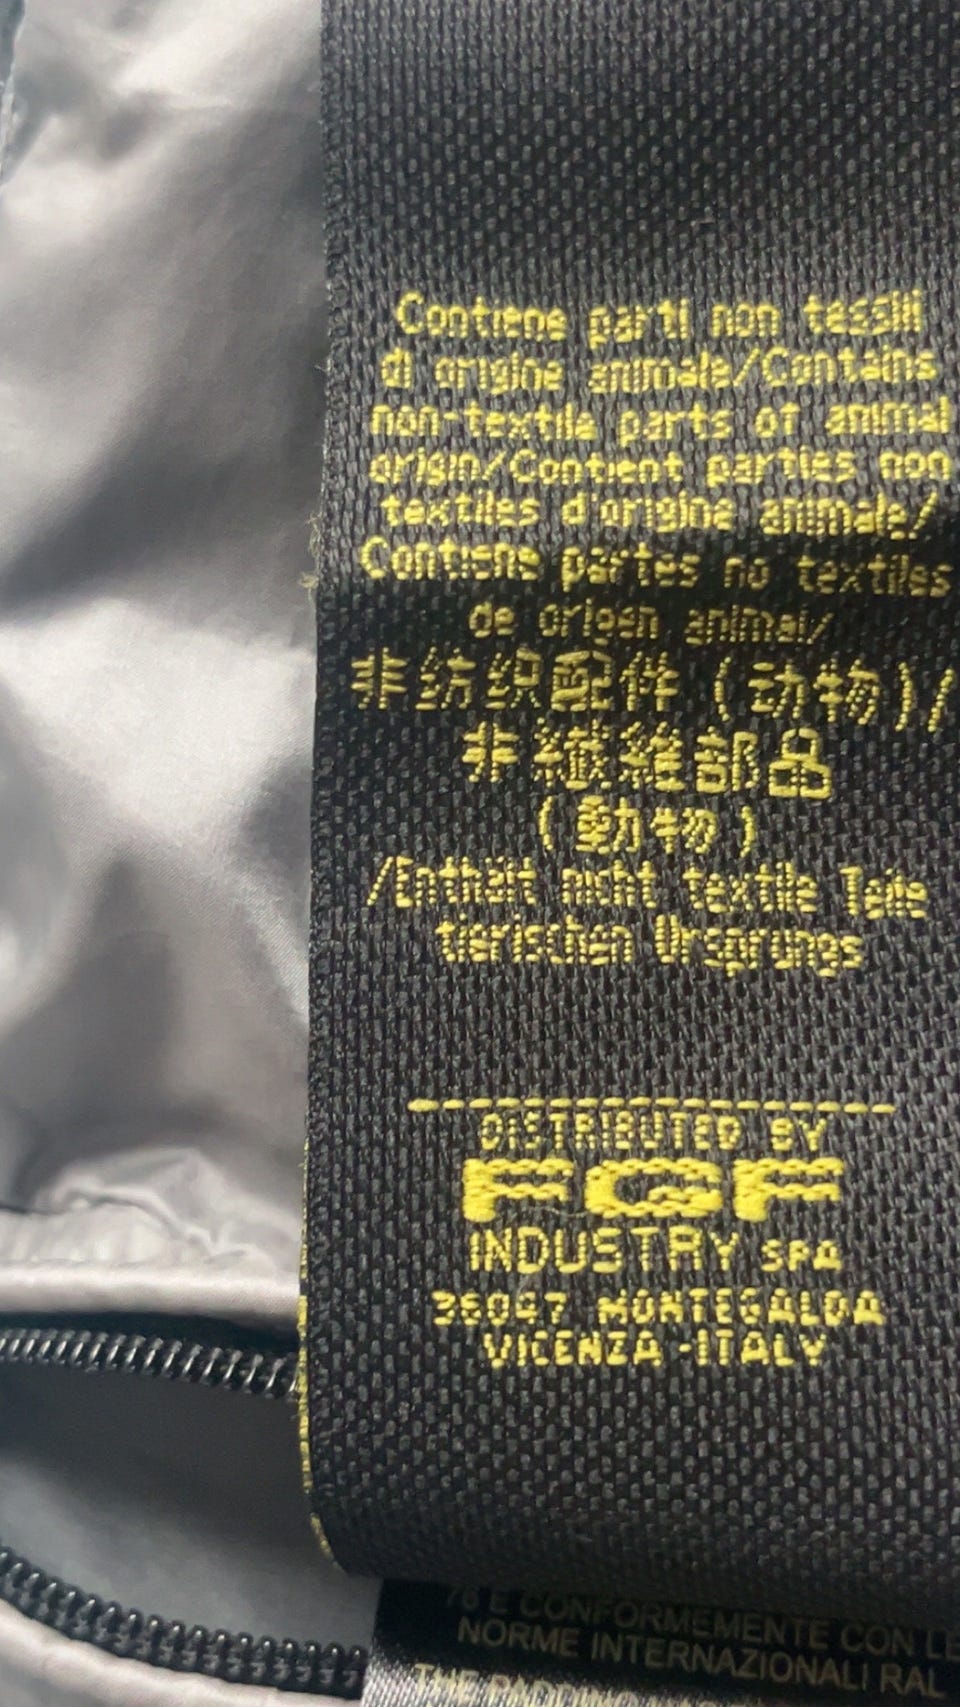 Contiene parti non tessili
di origine animale/Contains
non-textile parts of animal
origin/Contient parties non
textiles d'origine animale/
Contiene partes no textiles
de origen animal/
非纺织配件（动物)/
非纖維部品
（動物）
/Enthält nicht textile Teile
tierischen Ursprungs
DISTRIBUTED BY
FGF
INDUSTRY SPA
36047 MONTEGALDA
VICENZA -ITALY
E CONFORMEMENTE CON LE
NORME INTERNAZIONALI RAL
THE PADDING